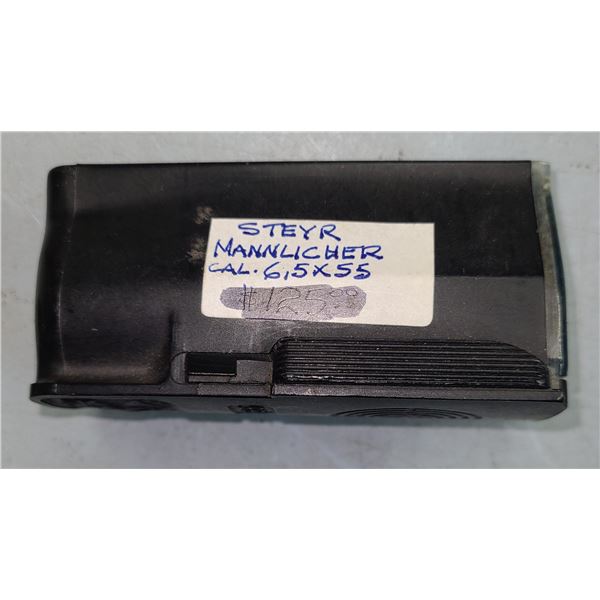 STEYR
MANNLICHER
CAL. 6,5X55
#125.00